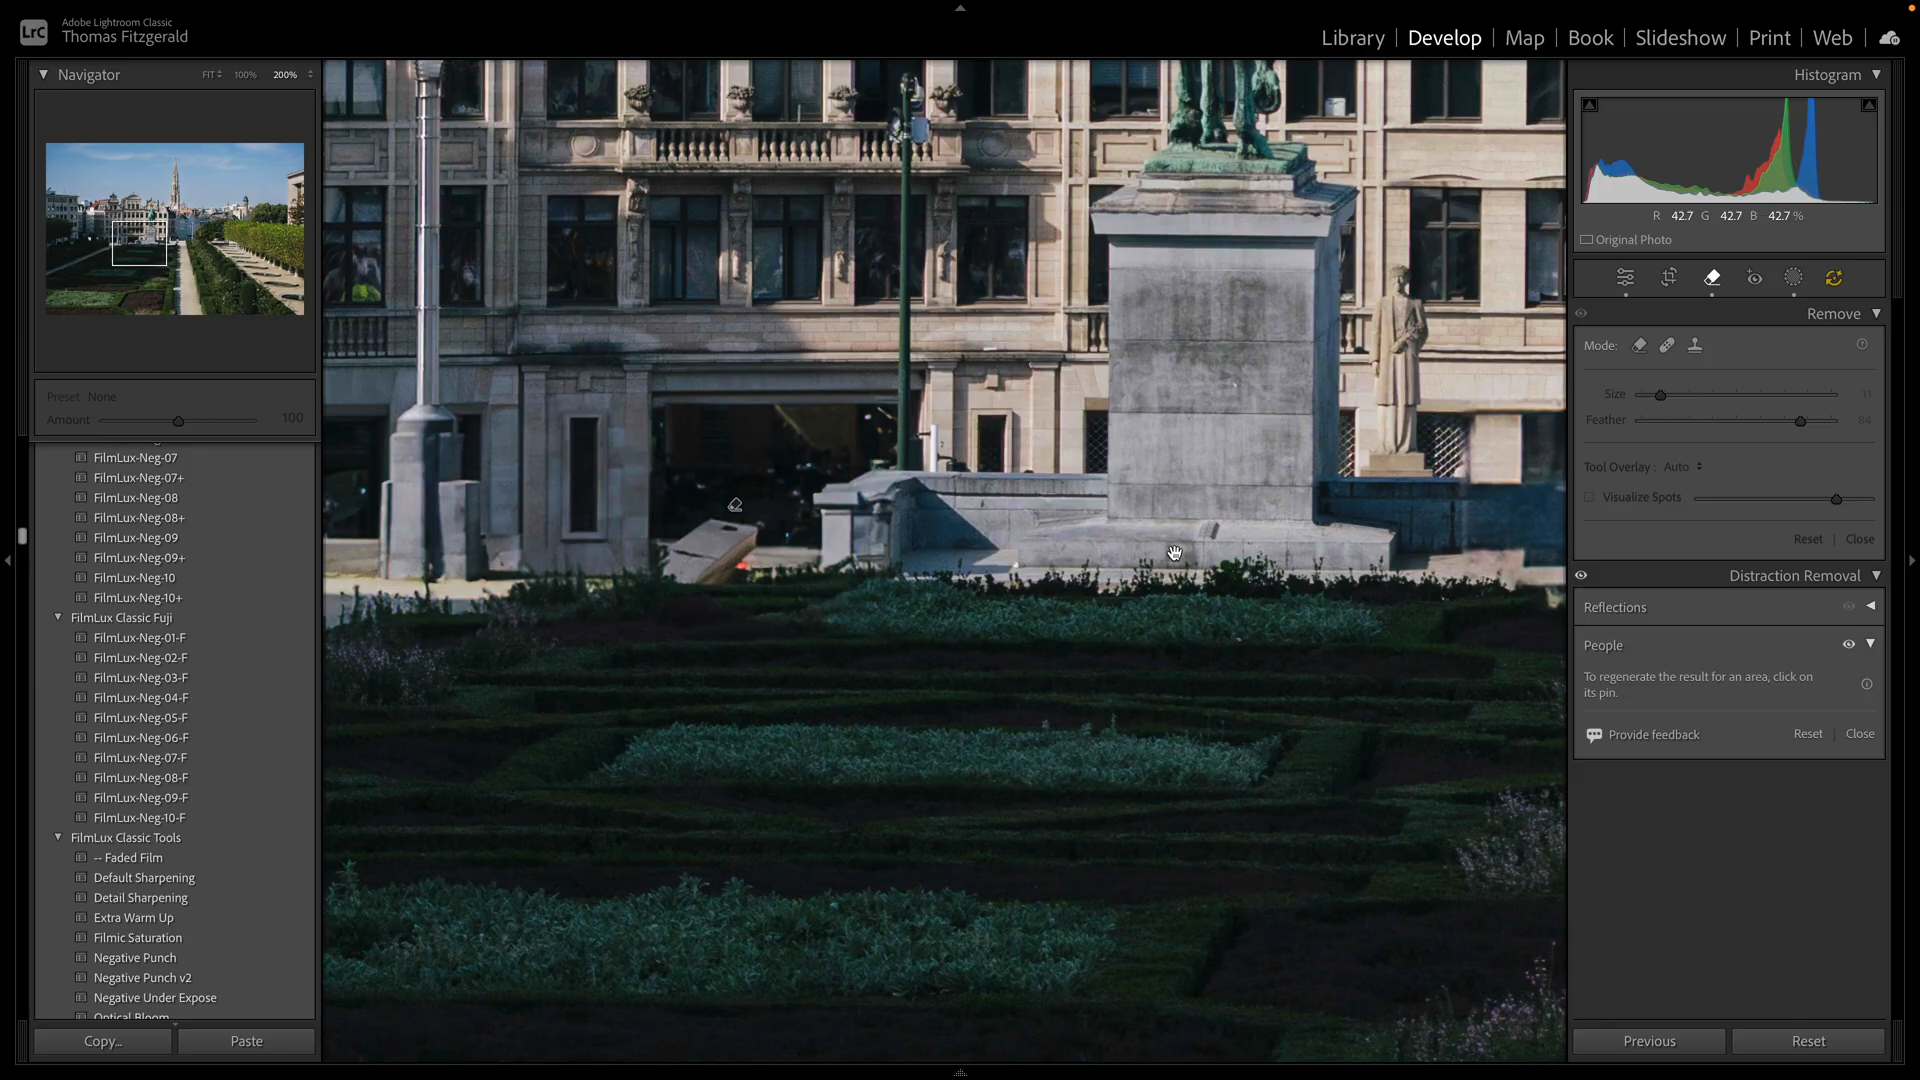 LrC
Adobe Lightroom Classic
Thomas Fitzgerald
Library | Develop | Map | Book | Slideshow | Print | Web
Navigator FIT 100% 200%
Preset None
Amount 100
FilmLux-Neg-07
FilmLux-Neg-07+
FilmLux-Neg-08
FilmLux-Neg-08+
FilmLux-Neg-09
FilmLux-Neg-09+
FilmLux-Neg-10
FilmLux-Neg-10+
FilmLux Classic Fuji
FilmLux-Neg-01-F
FilmLux-Neg-02-F
FilmLux-Neg-03-F
FilmLux-Neg-04-F
FilmLux-Neg-05-F
FilmLux-Neg-06-F
FilmLux-Neg-07-F
FilmLux-Neg-08-F
FilmLux-Neg-09-F
FilmLux-Neg-10-F
FilmLux Classic Tools
-- Faded Film
Default Sharpening
Detail Sharpening
Extra Warm Up
Filmic Saturation
Negative Punch
Negative Punch v2
Negative Under Expose
Optical Bloom
Copy... Paste
Histogram
R 42.7 G 42.7 B 42.7 %
Original Photo
Remove
Mode:
Size 11
Feather 84
Tool Overlay : Auto
Visualize Spots
Reset | Close
Distraction Removal
Reflections
People
To regenerate the result for an area, click on
its pin.
Provide feedback Reset | Close
Previous Reset